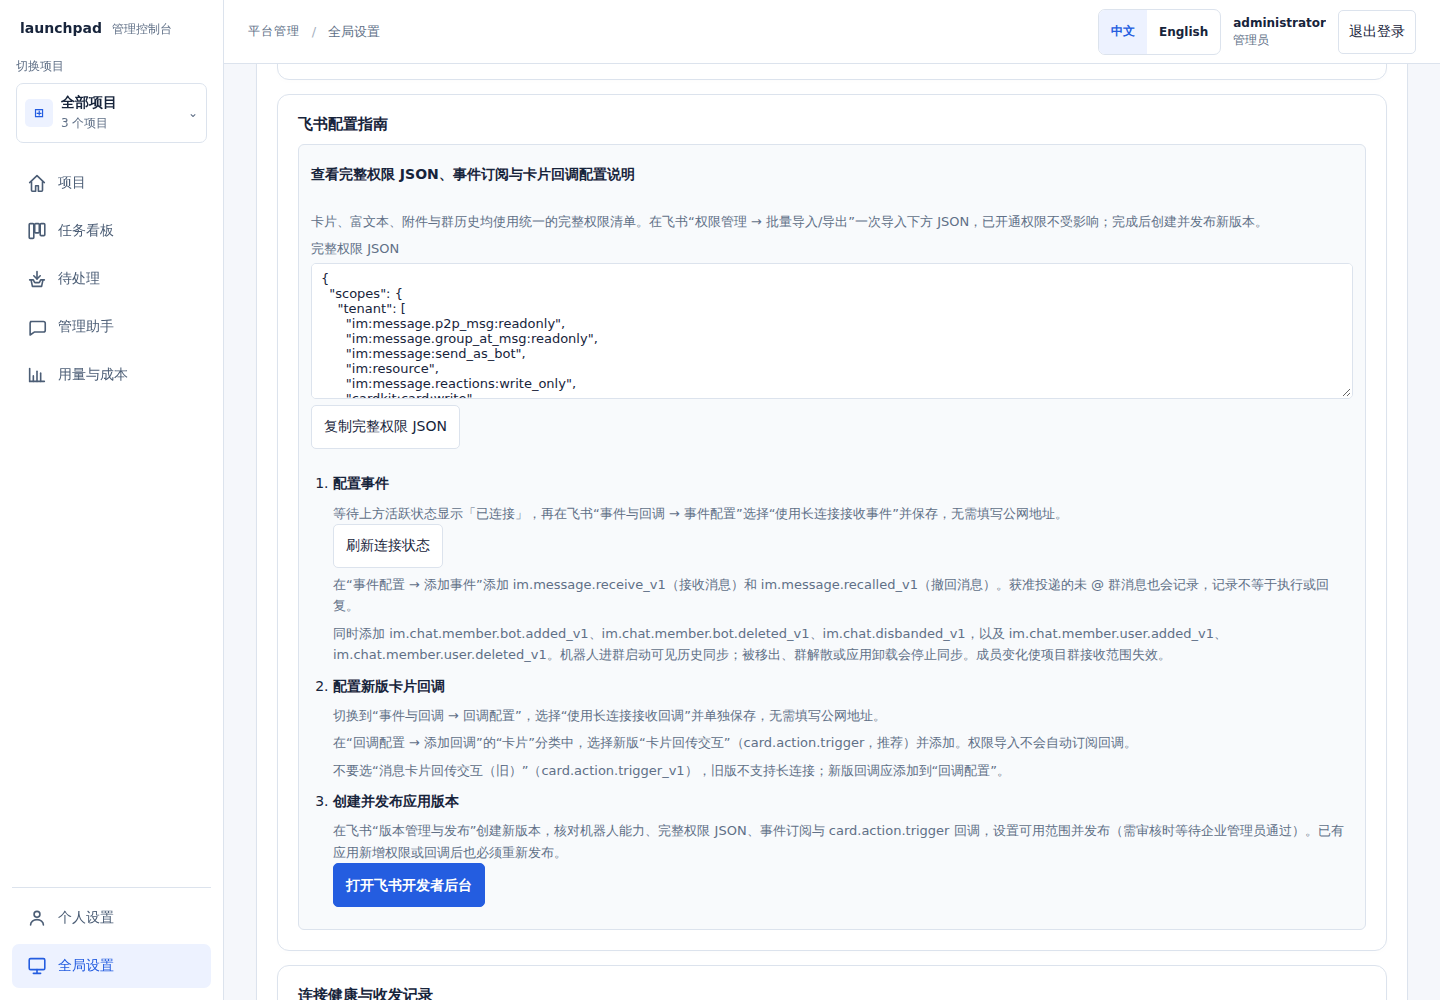 launchpad 管理控制台
切换项目
全部项目
3 个项目
项目
任务看板
待处理
管理助手
用量与成本
个人设置
全局设置
平台管理 / 全局设置
中文 English
administrator
管理员
退出登录
飞书配置指南
查看完整权限 JSON、事件订阅与卡片回调配置说明
卡片、富文本、附件与群历史均使用统一的完整权限清单。在飞书“权限管理 → 批量导入/导出”一次导入下方 JSON，已开通权限不受影响；完成后创建并发布新版本。
完整权限 JSON
{
"scopes": {
"tenant": [
"im:message.p2p_msg:readonly",
"im:message.group_at_msg:readonly",
"im:message:send_as_bot",
"im:resource",
"im:message.reactions:write_only",
"cardkit:card:write"
复制完整权限 JSON
1. 配置事件
等待上方活跃状态显示「已连接」，再在飞书“事件与回调 → 事件配置”选择“使用长连接接收事件”并保存，无需填写公网地址。
刷新连接状态
在“事件配置 → 添加事件”添加 im.message.receive_v1（接收消息）和 im.message.recalled_v1（撤回消息）。获准投递的未 @ 群消息也会记录，记录不等于执行或回
复。
同时添加 im.chat.member.bot.added_v1、im.chat.member.bot.deleted_v1、im.chat.disbanded_v1，以及 im.chat.member.user.added_v1、
im.chat.member.user.deleted_v1。机器人进群启动可见历史同步；被移出、群解散或应用卸载会停止同步。成员变化使项目群接收范围失效。
2. 配置新版卡片回调
切换到“事件与回调 → 回调配置”，选择“使用长连接接收回调”并单独保存，无需填写公网地址。
在“回调配置 → 添加回调”的“卡片”分类中，选择新版“卡片回传交互”（card.action.trigger，推荐）并添加。权限导入不会自动订阅回调。
不要选“消息卡片回传交互（旧）”（card.action.trigger_v1），旧版不支持长连接；新版回调应添加到“回调配置”。
3. 创建并发布应用版本
在飞书“版本管理与发布”创建新版本，核对机器人能力、完整权限 JSON、事件订阅与 card.action.trigger 回调，设置可用范围并发布（需审核时等待企业管理员通过）。已有
应用新增权限或回调后也必须重新发布。
打开飞书开发者后台
连接健康与收发记录